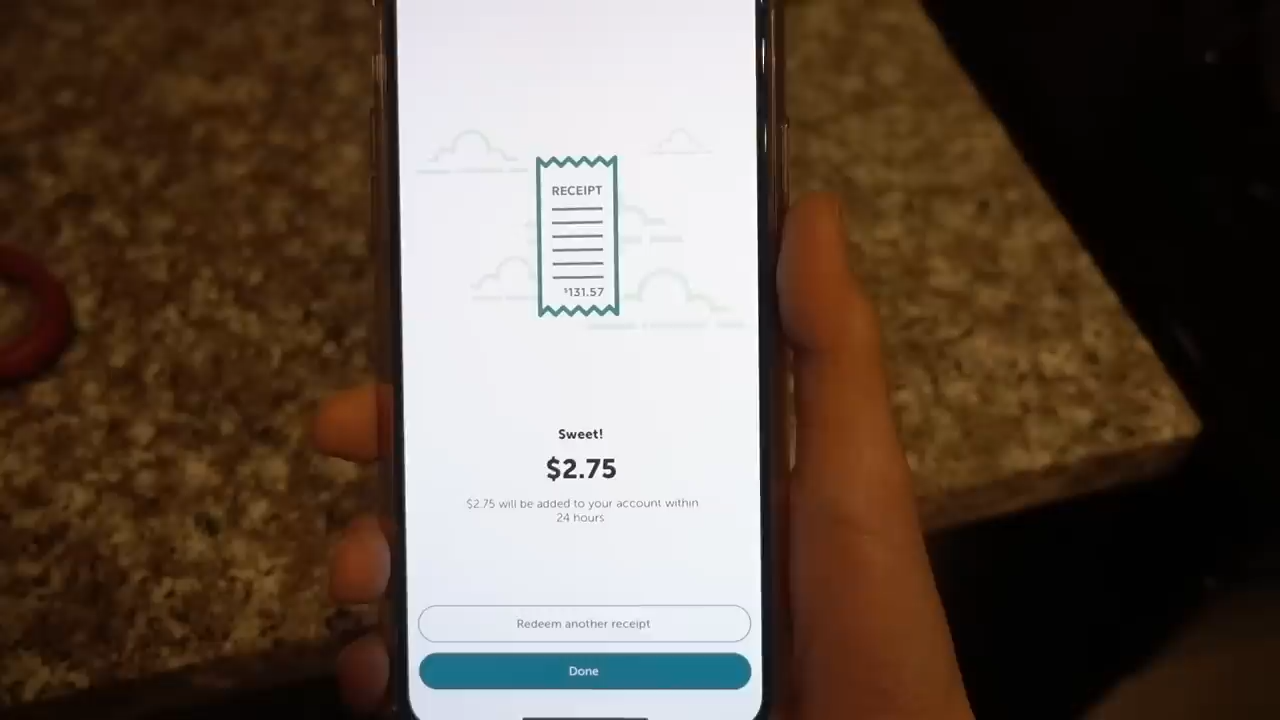 RECEIPT
$131.57
Sweet!
$2.75
$2.75 will be added to your account within
24 hours
Redeem another receipt
Done